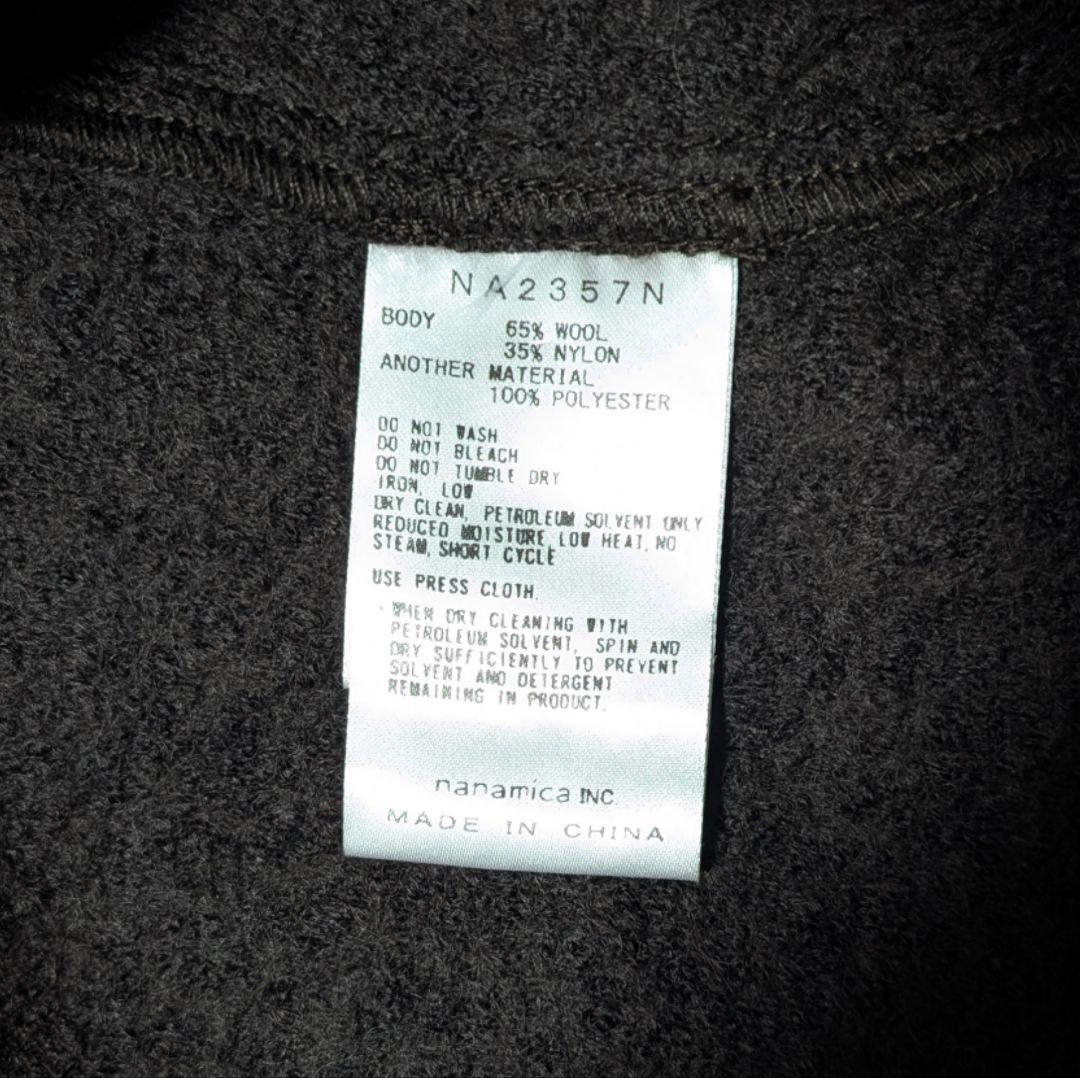 NA2357N
BODY 65% WOOL
35% NYLON
ANOTHER MATERIAL
100% POLYESTER
DO NOT WASH
DO NOT BLEACH
DO NOT TUMBLE DRY
IRON, LOW
DRY CLEAN, PETROLEUM SOLVENT ONLY
REDUCED MOISTURE, LOW HEAT, NO
STEAM, SHORT CYCLE
USE PRESS CLOTH.
・WHEN DRY CLEANING WITH
PETROLEUM SOLVENT, SPIN AND
DRY SUFFICIENTLY TO PREVENT
SOLVENT AND DETERGENT
REMAINING IN PRODUCT.
nanamica INC.
MADE IN CHINA